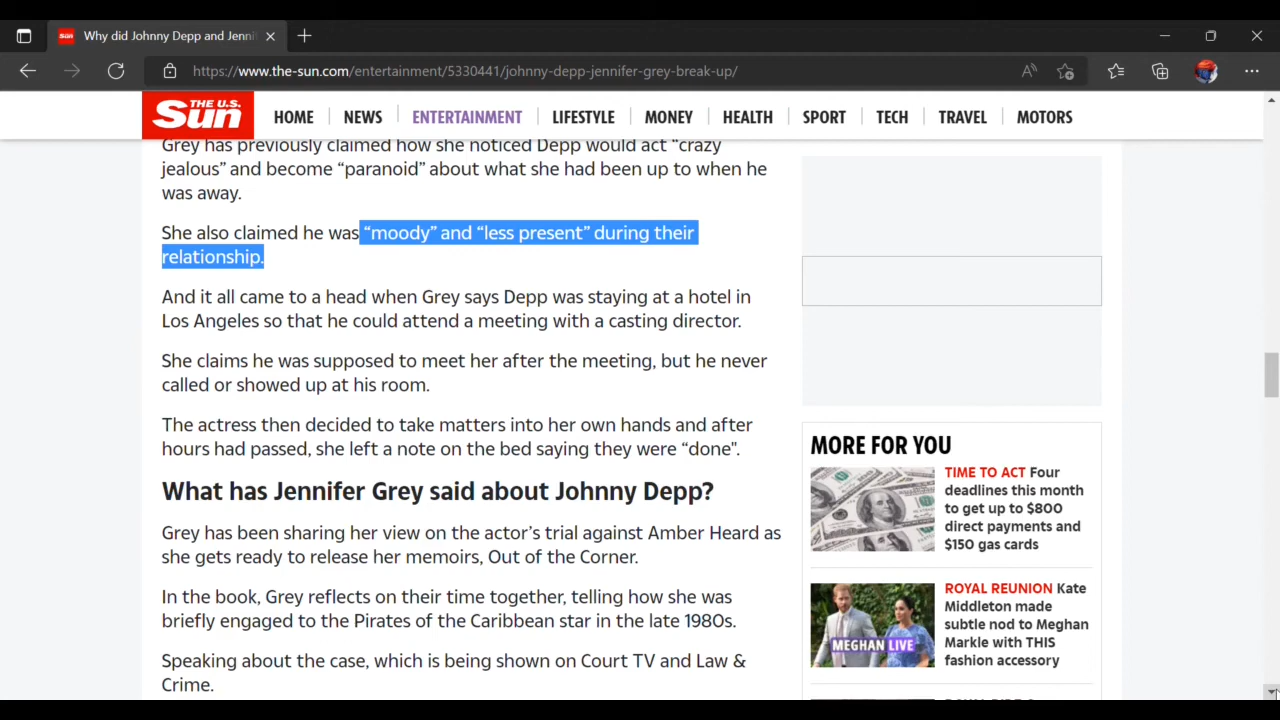 Why did Johnny Depp and Jennif
https://www.the-sun.com/entertainment/5330441/johnny-depp-jennifer-grey-break-up/
THE U.S. Sun
HOME NEWS ENTERTAINMENT LIFESTYLE MONEY HEALTH SPORT TECH TRAVEL MOTORS
Grey has previously claimed how she noticed Depp would act “crazy
jealous” and become “paranoid” about what she had been up to when he
was away.
She also claimed he was “moody” and “less present” during their
relationship.
And it all came to a head when Grey says Depp was staying at a hotel in
Los Angeles so that he could attend a meeting with a casting director.
She claims he was supposed to meet her after the meeting, but he never
called or showed up at his room.
The actress then decided to take matters into her own hands and after
hours had passed, she left a note on the bed saying they were “done”.
What has Jennifer Grey said about Johnny Depp?
Grey has been sharing her view on the actor’s trial against Amber Heard as
she gets ready to release her memoirs, Out of the Corner.
In the book, Grey reflects on their time together, telling how she was
briefly engaged to the Pirates of the Caribbean star in the late 1980s.
Speaking about the case, which is being shown on Court TV and Law &
Crime.
MORE FOR YOU
TIME TO ACT Four
deadlines this month
to get up to $800
direct payments and
$150 gas cards
ROYAL REUNION Kate
Middleton made
subtle nod to Meghan
Markle with THIS
fashion accessory
MEGHAN LIVE